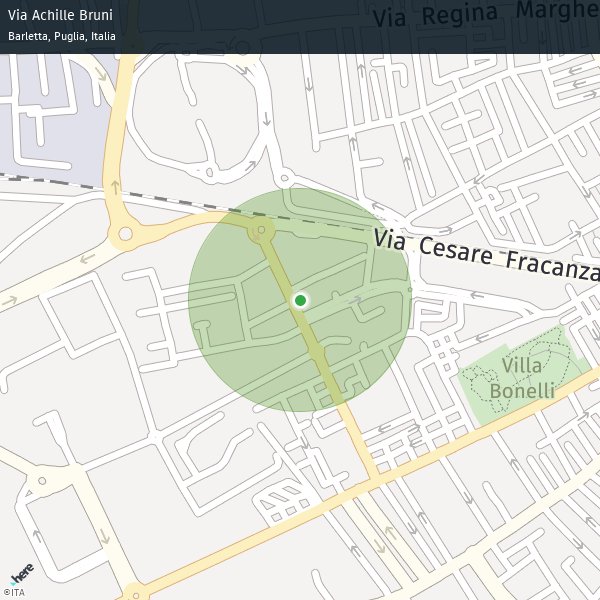 Via Achille Bruni
Barletta, Puglia, Italia
Via Regina Marghe
Via Cesare Fracanza
Villa
Bonelli
here
©ITA